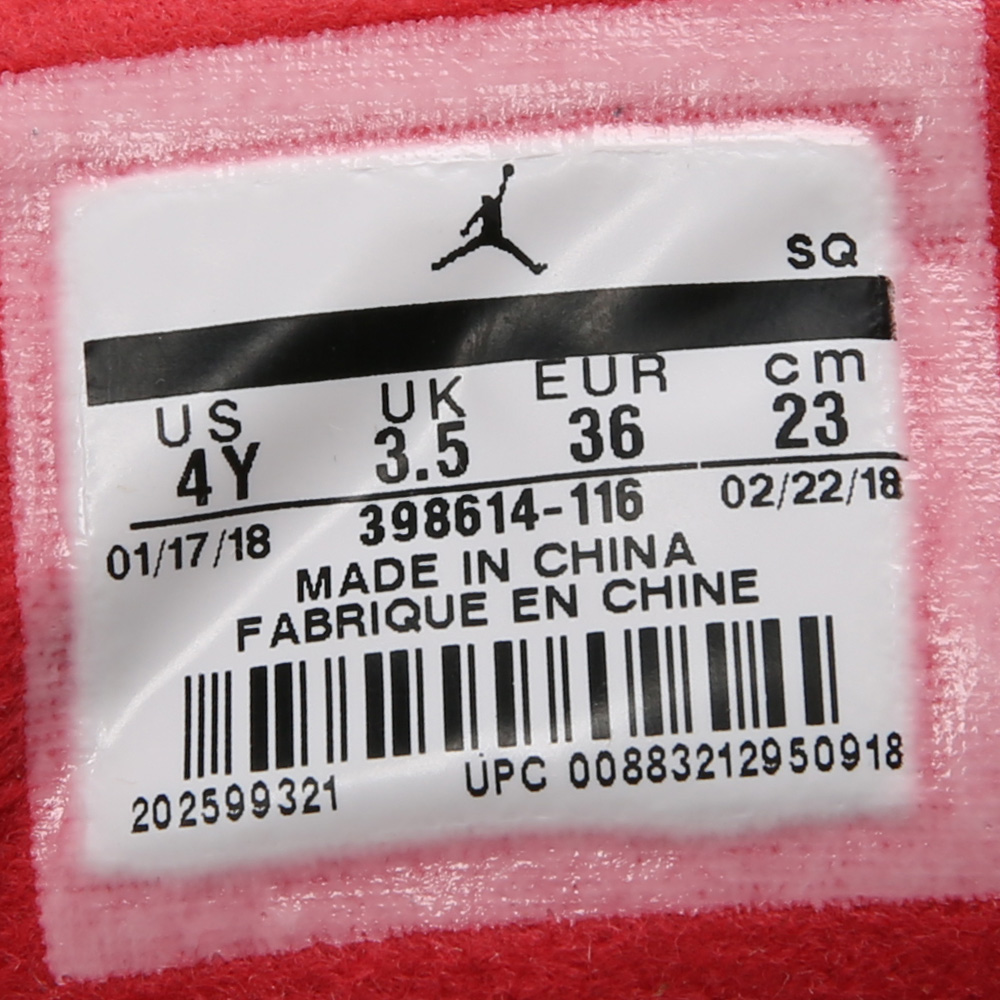 SQ
US UK EUR cm
4Y 3.5 36 23
01/17/18 398614-116 02/22/18
MADE IN CHINA
FABRIQUE EN CHINE
202599321 UPC 00883212950918